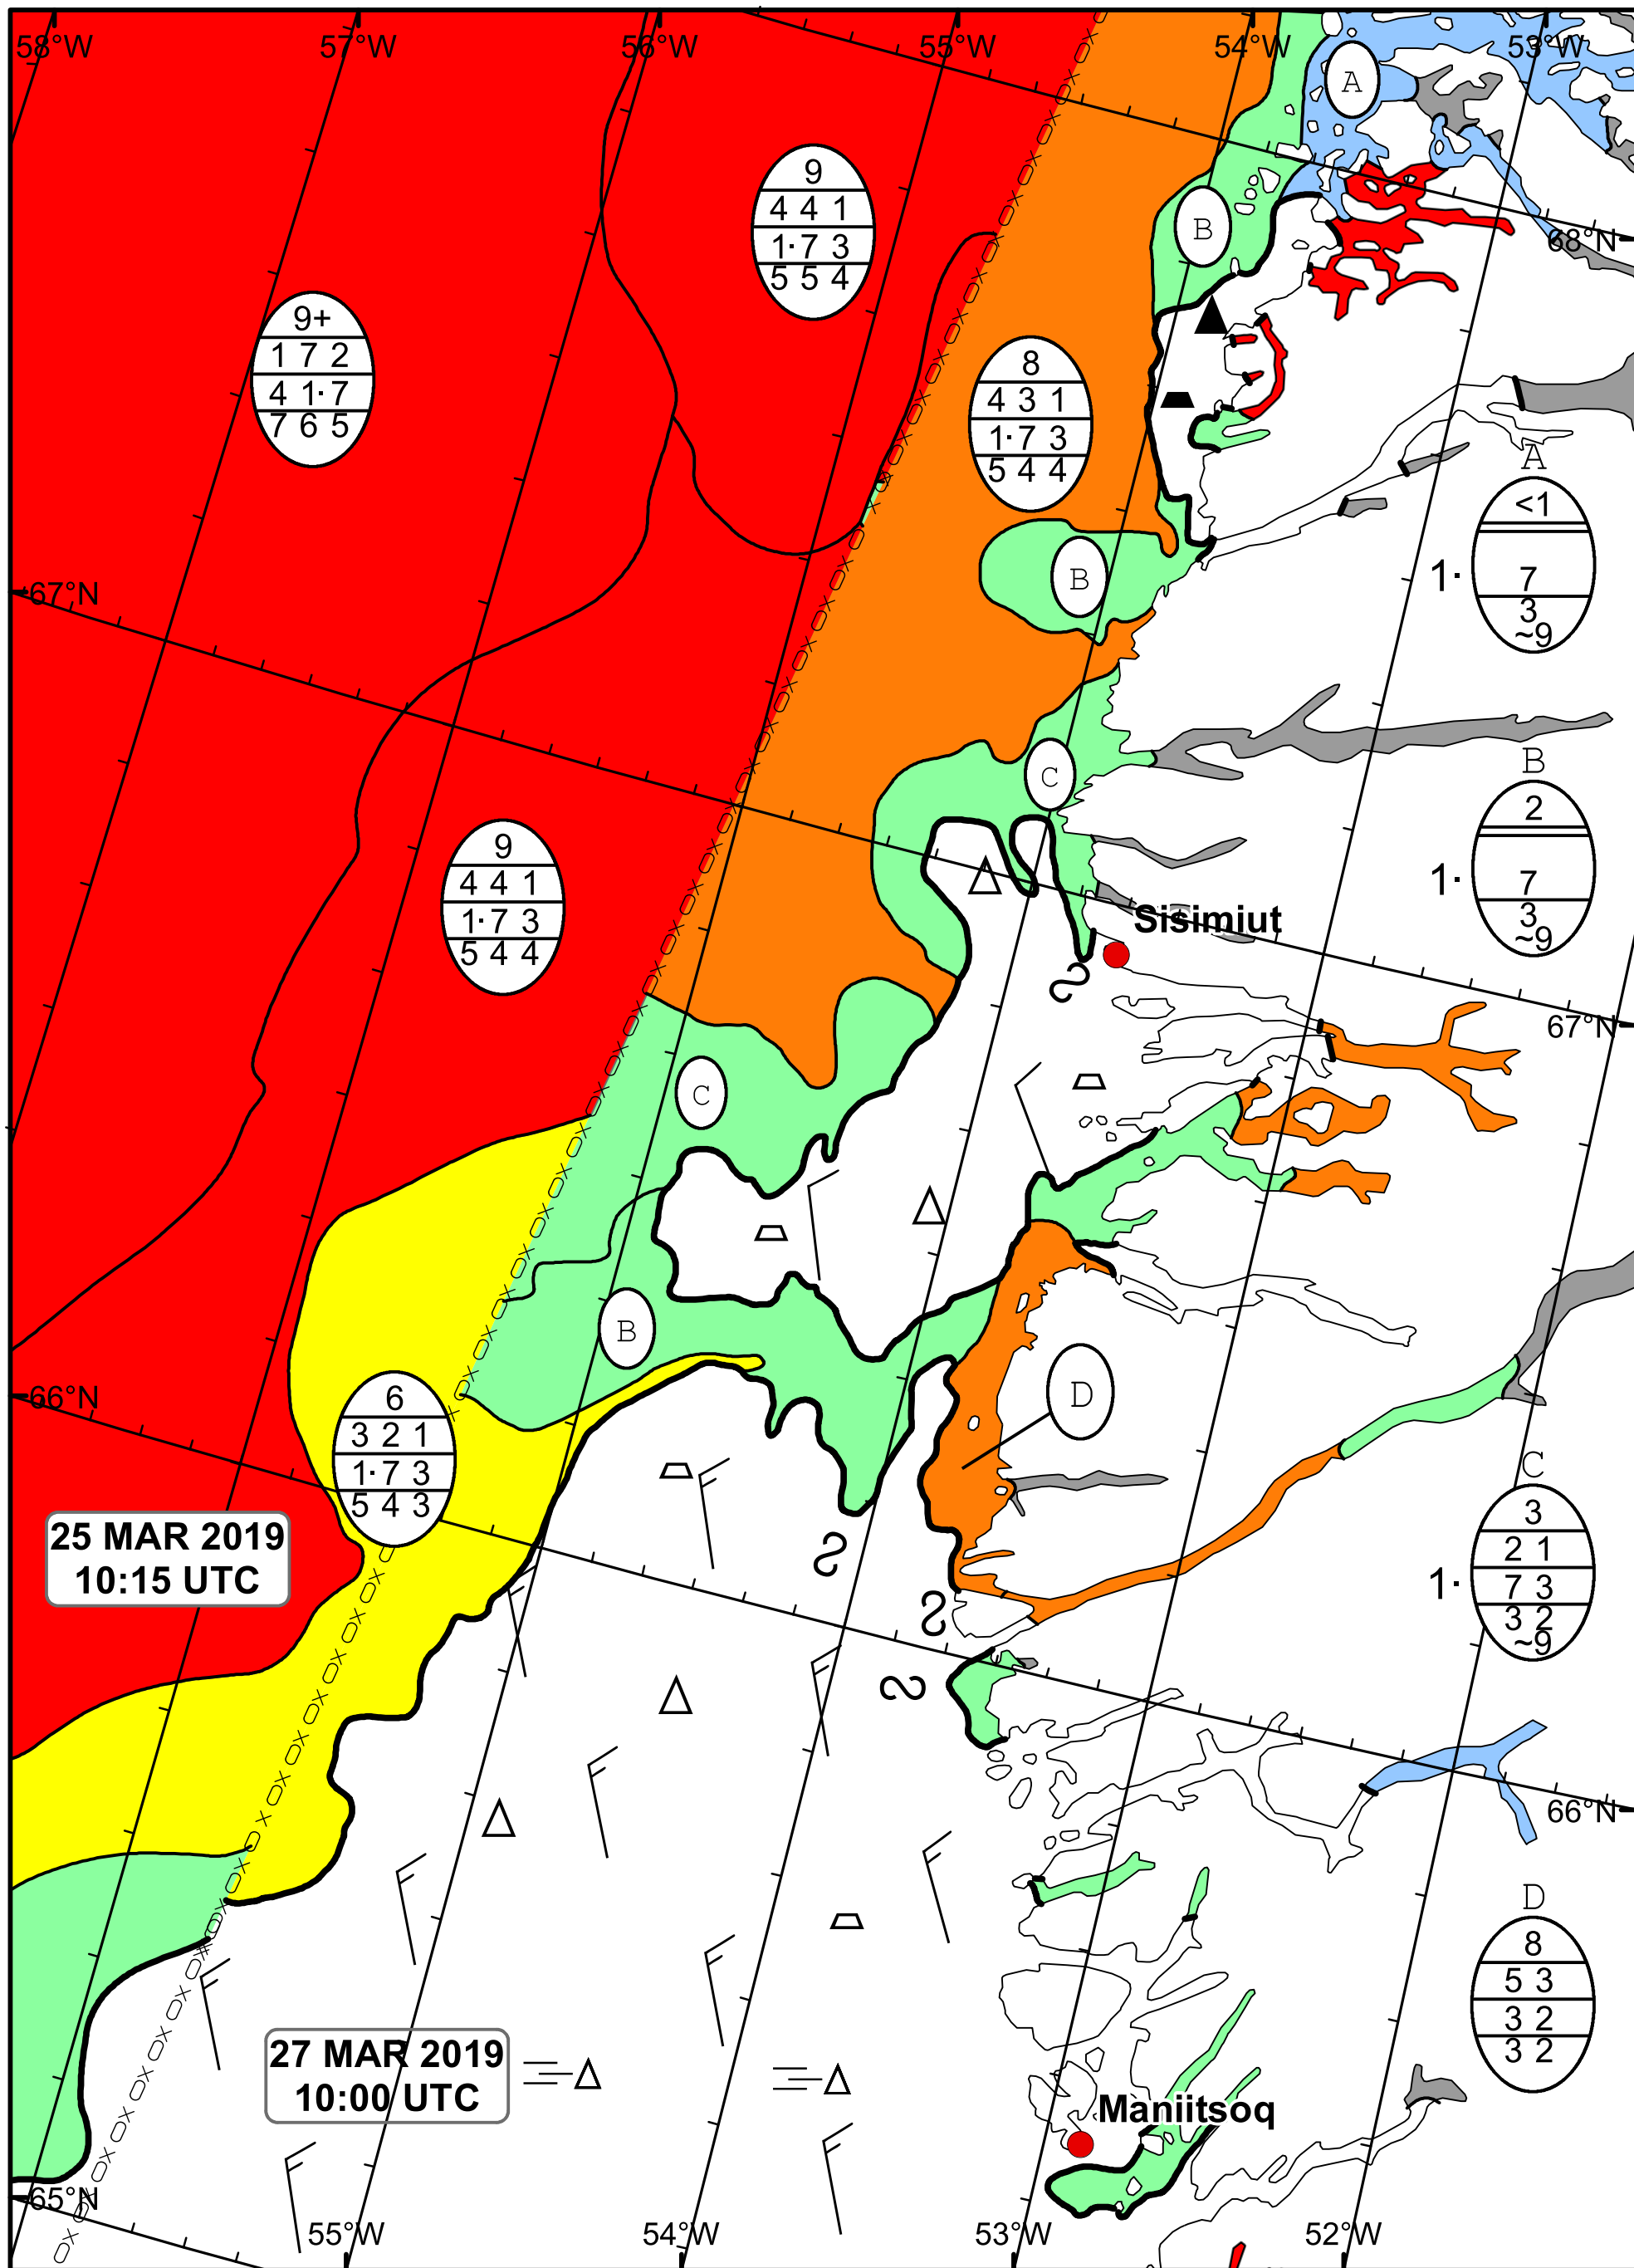 58°W
57°W
56°W
55°W
54°W
53°W
A
9
4 4 1
1·7 3
5 5 4
B
68°N
9+
1 7 2
4 1·7
7 6 5
8
4 3 1
1·7 3
5 4 4
A
<1
1· 7
3
~9
B
67°N
C
B
2
1· 7
3
~9
9
4 4 1
1·7 3
5 4 4
Sisimiut
67°N
C
B
66°N
6
3 2 1
1·7 3
5 4 3
D
C
3
2 1
1· 7 3
3 2
~9
25 MAR 2019
10:15 UTC
66°N
D
8
5 3
3 2
3 2
27 MAR 2019
10:00 UTC
Maniitsoq
65°N
55°W
54°W
53°W
52°W